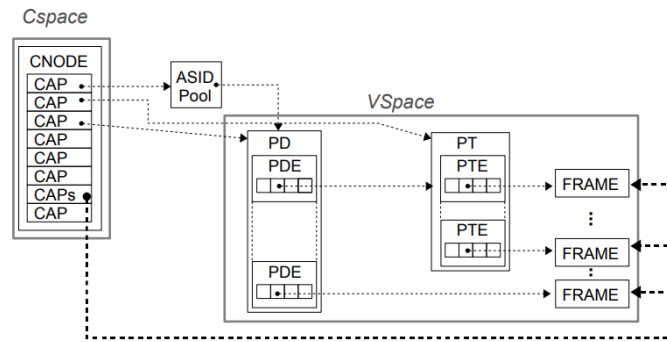 Cspace
CNODE
CAP
CAP
CAP
CAP
CAP
CAP
CAPs
CAP
ASID
Pool
VSpace
PD
PDE
PDE
PT
PTE
PTE
FRAME
FRAME
FRAME